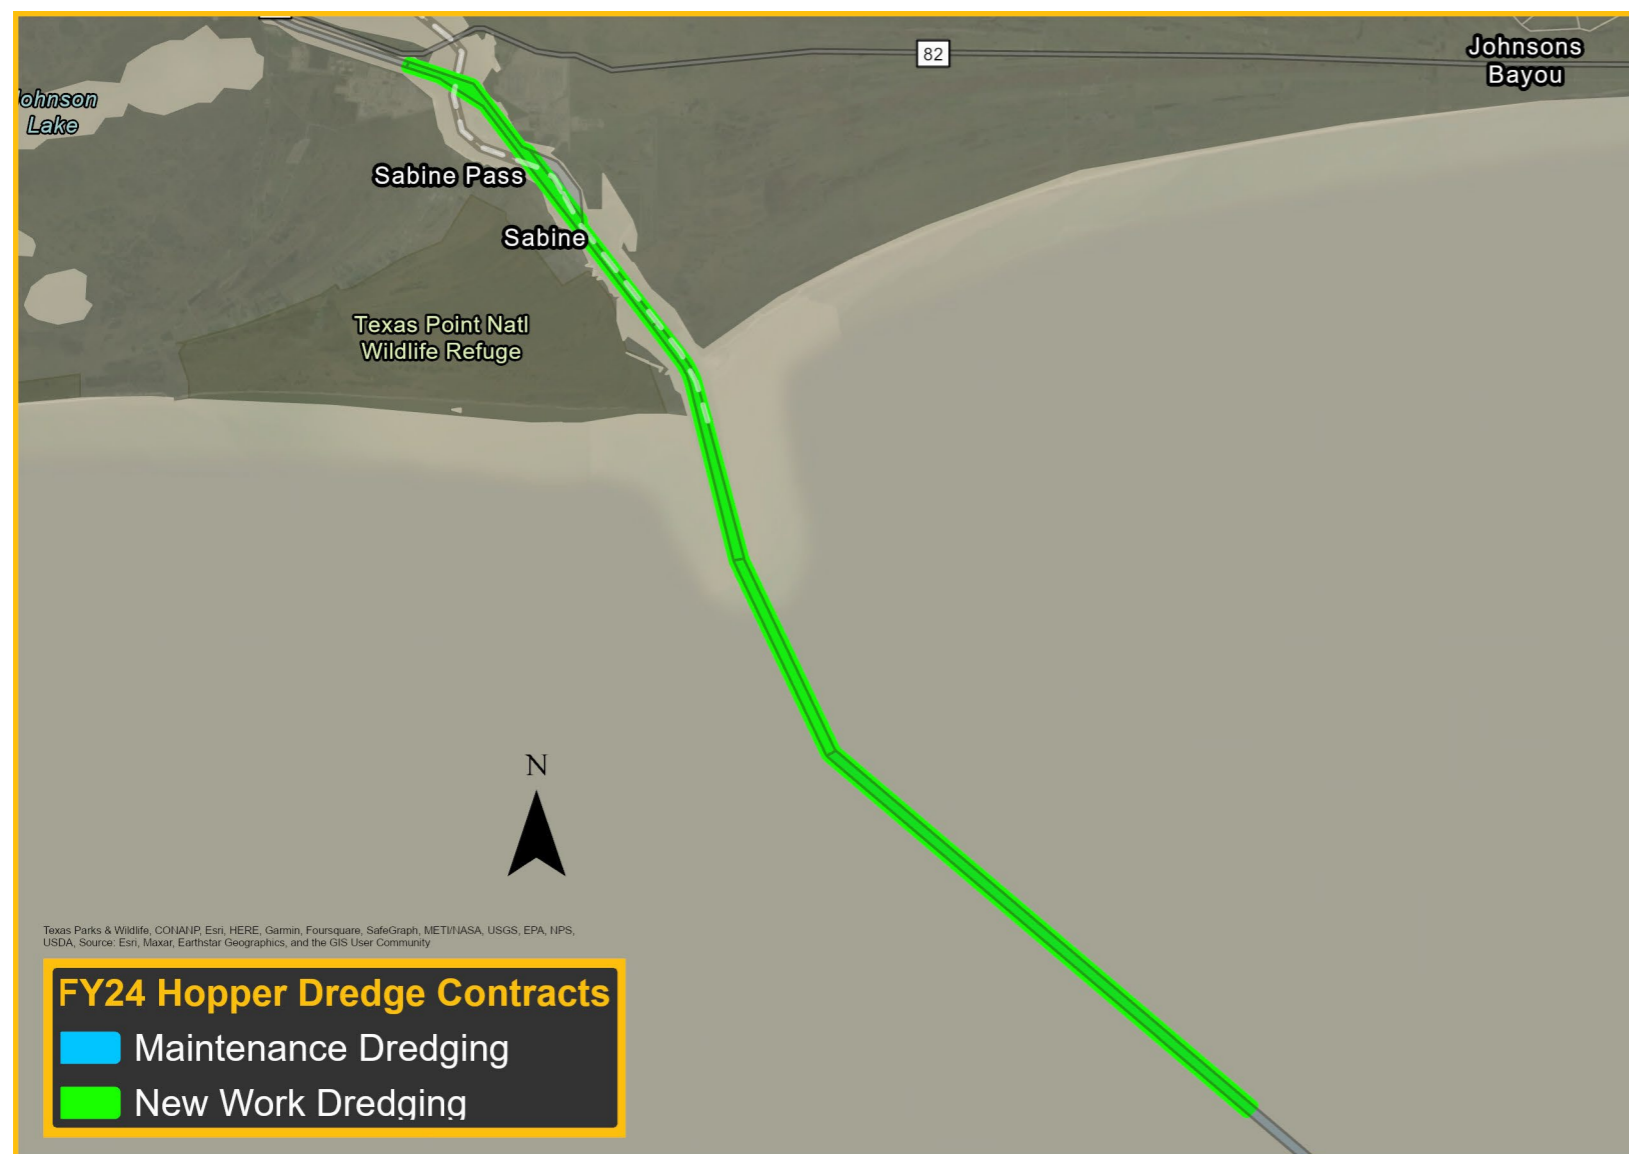 82
Johnsons
Bayou
ohnson
Lake
Sabine Pass
Sabine
Texas Point Natl
Wildlife Refuge
N
Texas Parks & Wildlife, CONANP, Esri, HERE, Garmin, Foursquare, SafeGraph, METI/NASA, USGS, EPA, NPS,
USDA, Source: Esri, Maxar, Earthstar Geographics, and the GIS User Community
FY24 Hopper Dredge Contracts
Maintenance Dredging
New Work Dredging